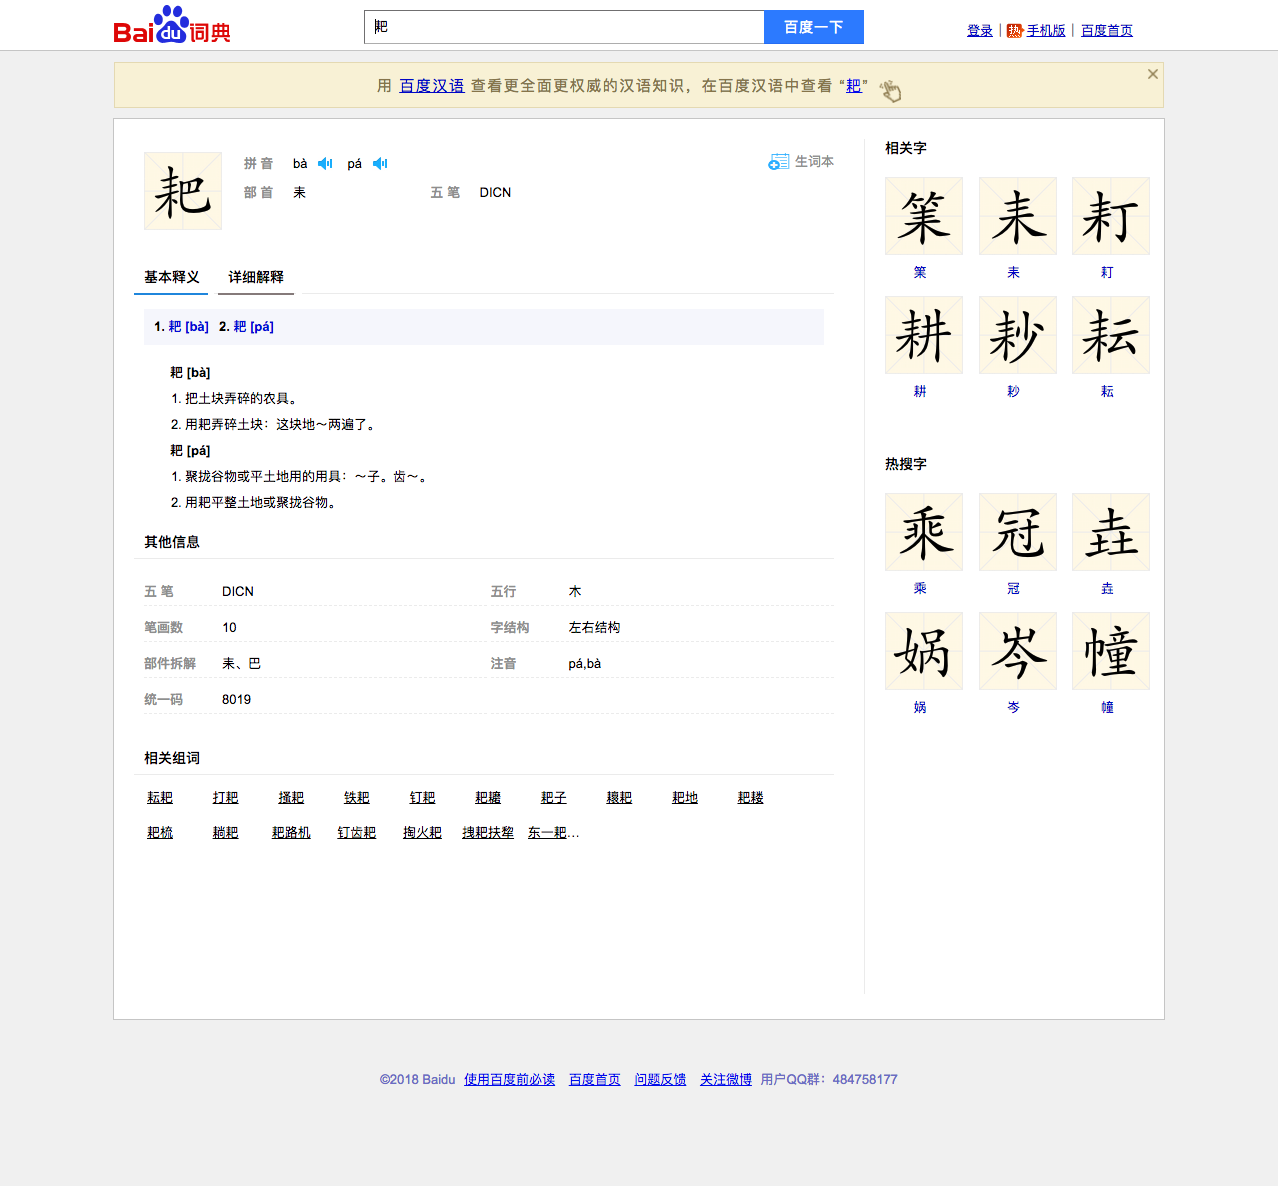 Bai du 词典
耙
百度一下
登录 | 热 手机版 | 百度首页
用 百度汉语 查看更全面更权威的汉语知识，在百度汉语中查看 “耙”
耙
拼 音 bà pá
生词本
部 首 耒 五 笔 DICN
基本释义 详细解释
1. 耙 [bà] 2. 耙 [pá]
耙 [bà]
1. 把土块弄碎的农具。
2. 用耙弄碎土块：这块地～两遍了。
耙 [pá]
1. 聚拢谷物或平土地用的用具：～子。齿～。
2. 用耙平整土地或聚拢谷物。
其他信息
五 笔 DICN 五行 木
笔画数 10 字结构 左右结构
部件拆解 耒、巴 注音 pá,bà
统一码 8019
相关组词
耘耙 打耙 搔耙 铁耙 钉耙 耙耱 耙子 耰耙 耙地 耙耧
耙梳 耥耙 耙路机 钉齿耙 掏火耙 拽耙扶犂 东一耙…
相关字
耒 耓
耒 耓
耕 耖 耘
耕 耖 耘
热搜字
乘 冠 垚
乘 冠 垚
娲 岑 幢
娲 岑 幢
©2018 Baidu 使用百度前必读 百度首页 问题反馈 关注微博 用户QQ群：484758177